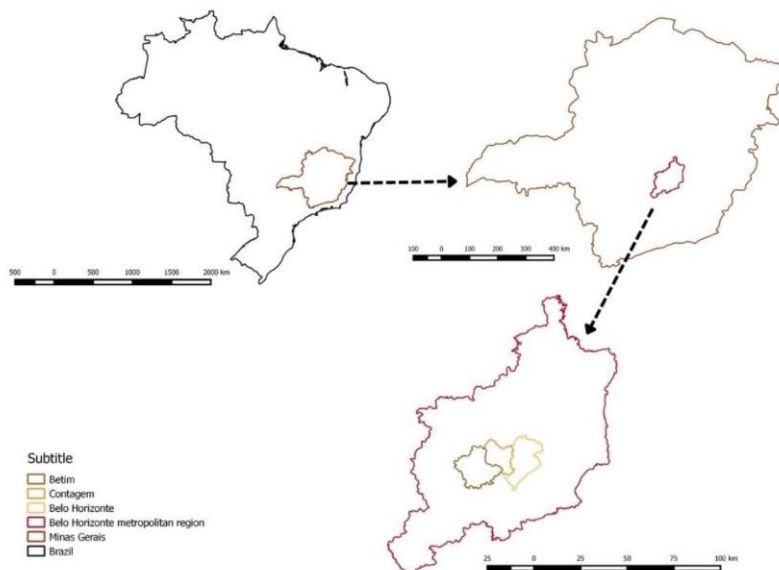 500 0 500 1000 1500 2000 km
100 0 100 200 300 400 km
Subtitle
Betim
Contagem
Belo Horizonte
Belo Horizonte metropolitan region
Minas Gerais
Brazil
25 0 25 50 75 100 km